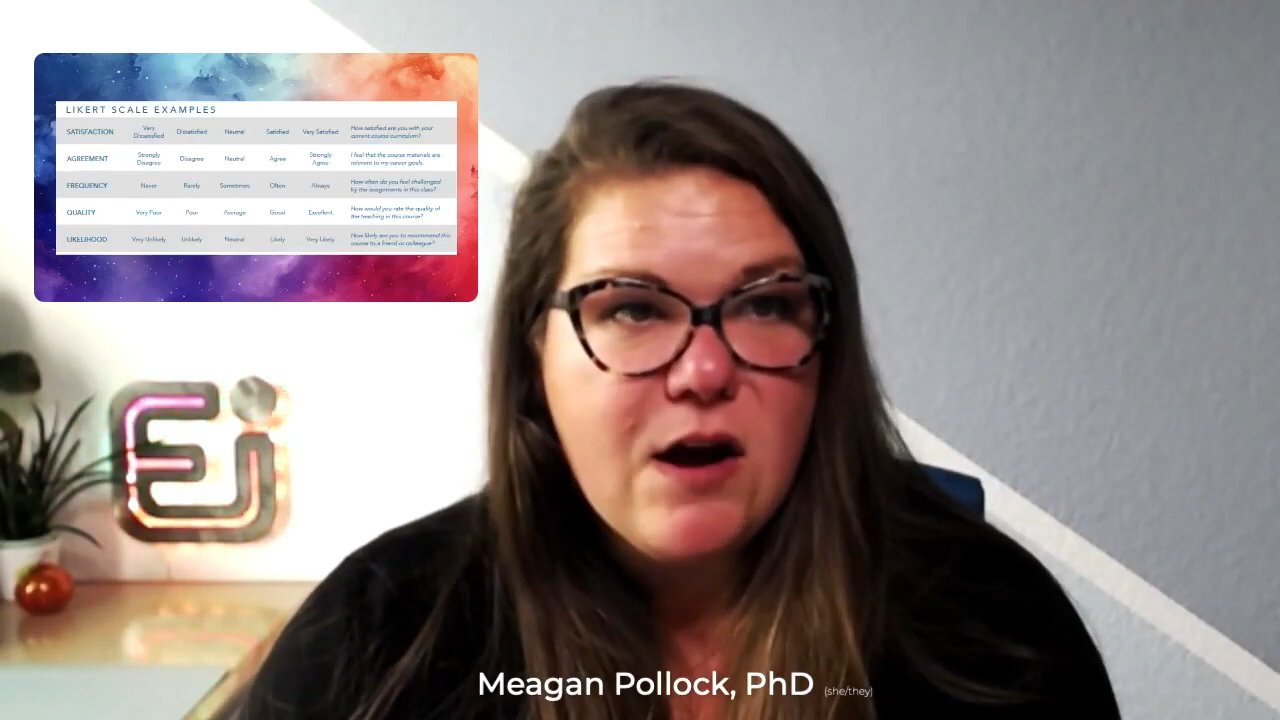 LIKERT SCALE EXAMPLES
SATISFACTION Very Dissatisfied Dissatisfied Neutral Satisfied Very Satisfied How satisfied are you with your current course curriculum?
AGREEMENT Strongly Disagree Disagree Neutral Agree Strongly Agree I feel that the course materials are relevant to my career goals.
FREQUENCY Never Rarely Sometimes Often Always How often do you feel challenged by the assignments in this class?
QUALITY Very Poor Poor Average Good Excellent How would you rate the quality of the teaching in this course?
LIKELIHOOD Very Unlikely Unlikely Neutral Likely Very Likely How likely are you to recommend this course to a friend or colleague?
Ei
Meagan Pollock, PhD (she/they)